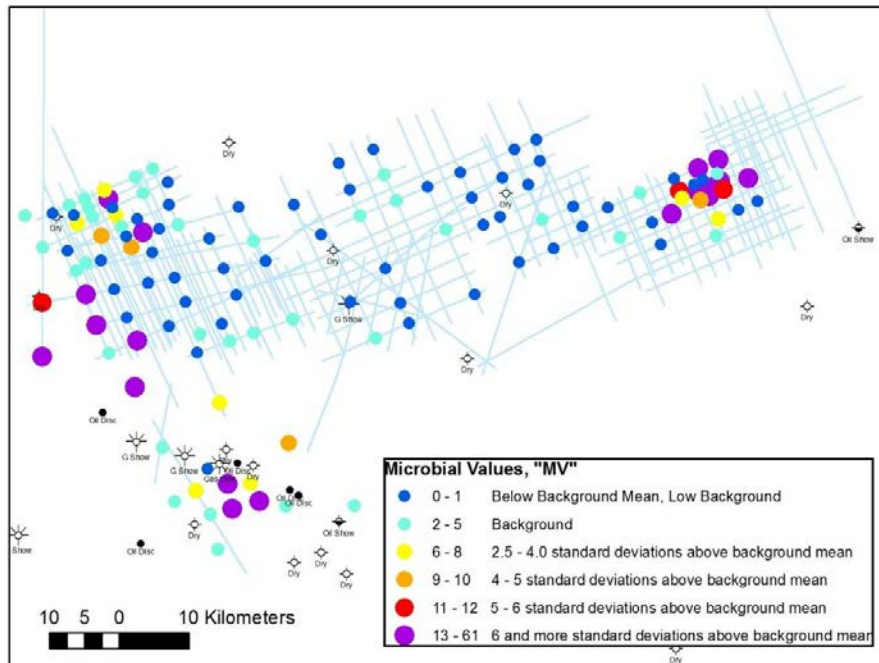 Dry
Dry
Oil Show
Dry
Dry
G Show
Dry
Dry
Oil Disc
G Show
Dry
G Show
Oil Disc
Dry
Oil Disc
Oil Show
Dry
Show
Oil Disc
Dry
Dry
Dry
Microbial Values, "MV"
0 - 1 Below Background Mean, Low Background
2 - 5 Background
6 - 8 2.5 - 4.0 standard deviations above background mean
9 - 10 4 - 5 standard deviations above background mean
11 - 12 5 - 6 standard deviations above background mean
13 - 61 6 and more standard deviations above background mean
10 5 0 10 Kilometers
Dry